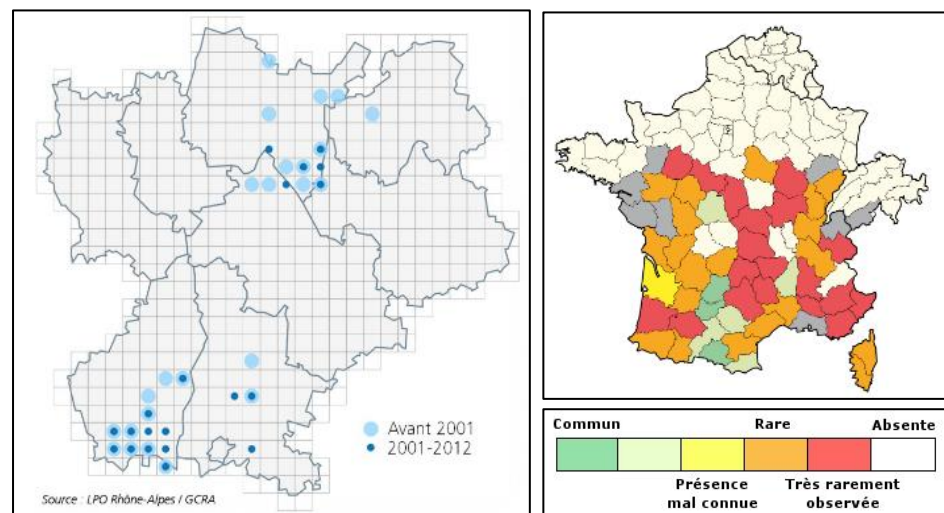 Avant 2001
2001-2012
Source : LPO Rhône-Alpes / GCRA
Commun
Rare
Absente
Présence
mal connue
Très rarement
observée